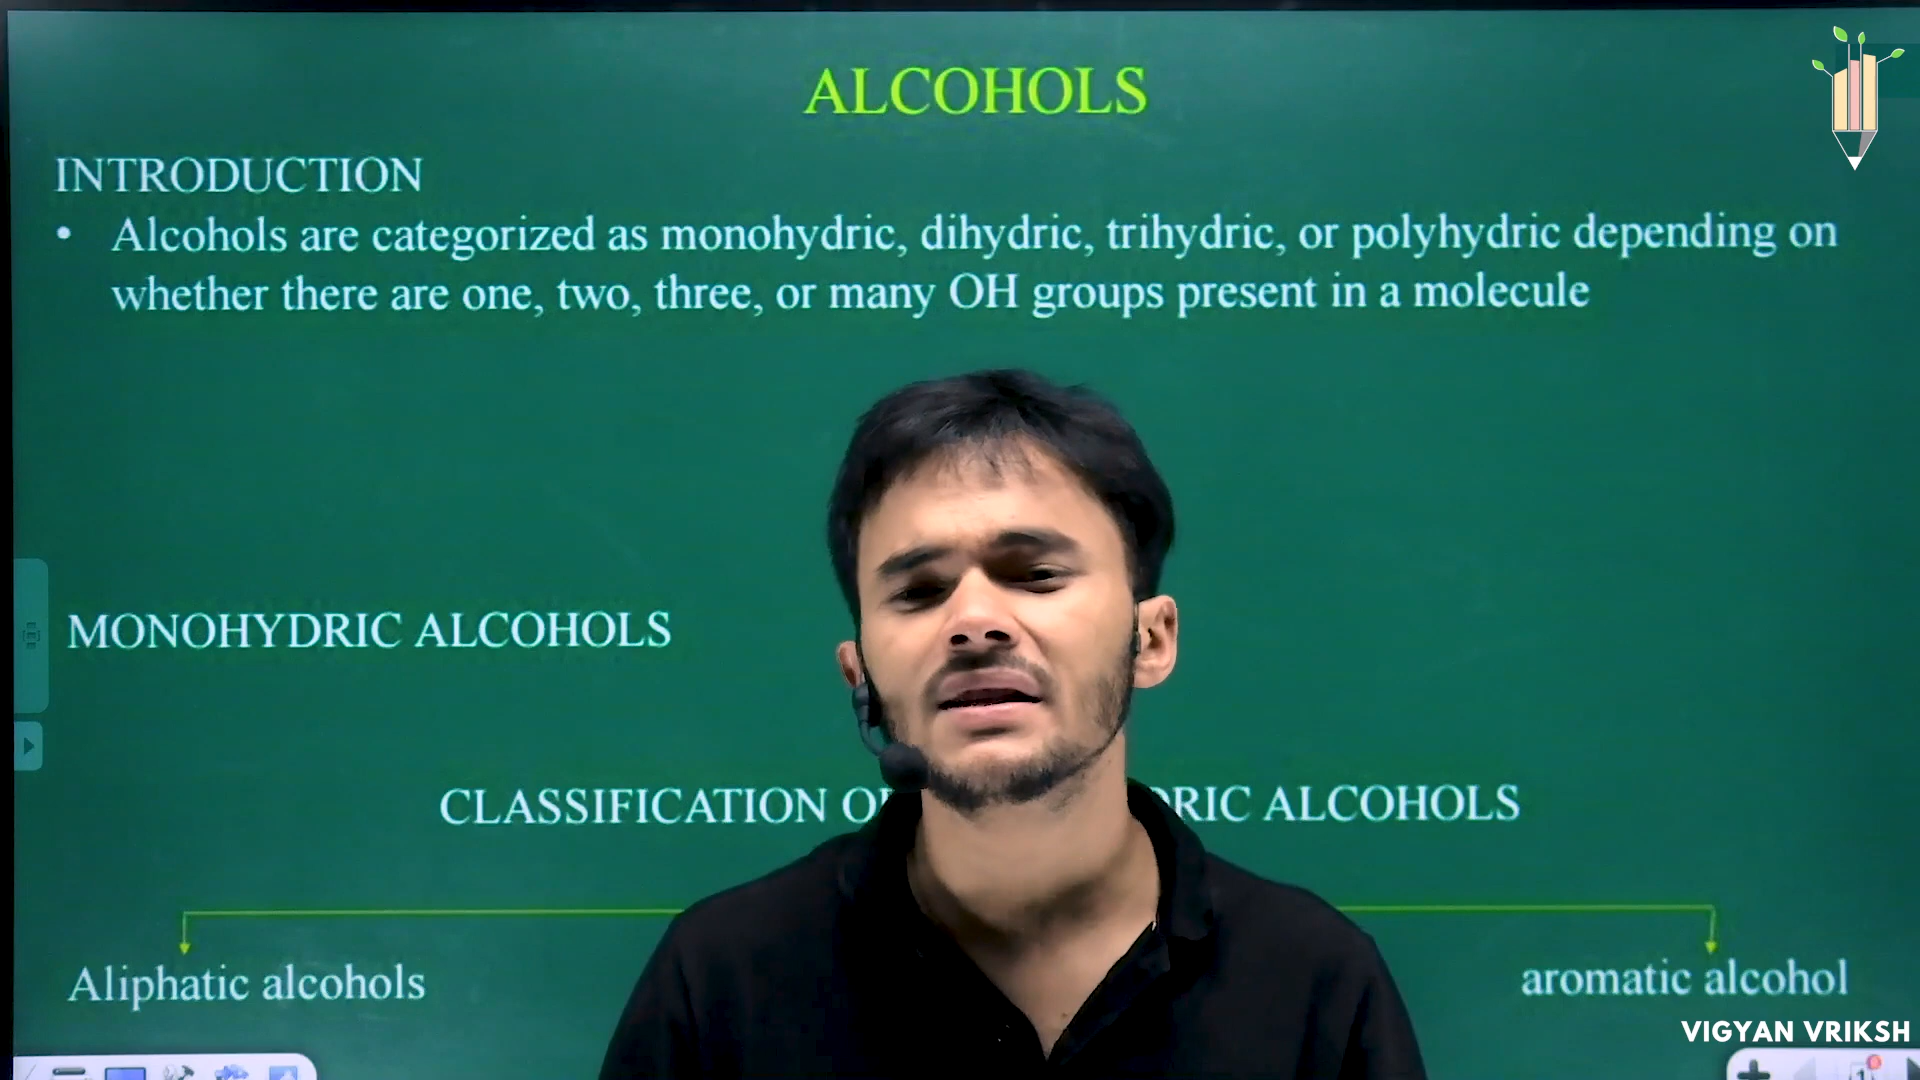 ALCOHOLS
INTRODUCTION
• Alcohols are categorized as monohydric, dihydric, trihydric, or polyhydric depending on
whether there are one, two, three, or many OH groups present in a molecule
MONOHYDRIC ALCOHOLS
CLASSIFICATION ALCOHOLS
Aliphatic alcohols
aromatic alcohol
VIGYAN VRIKSH